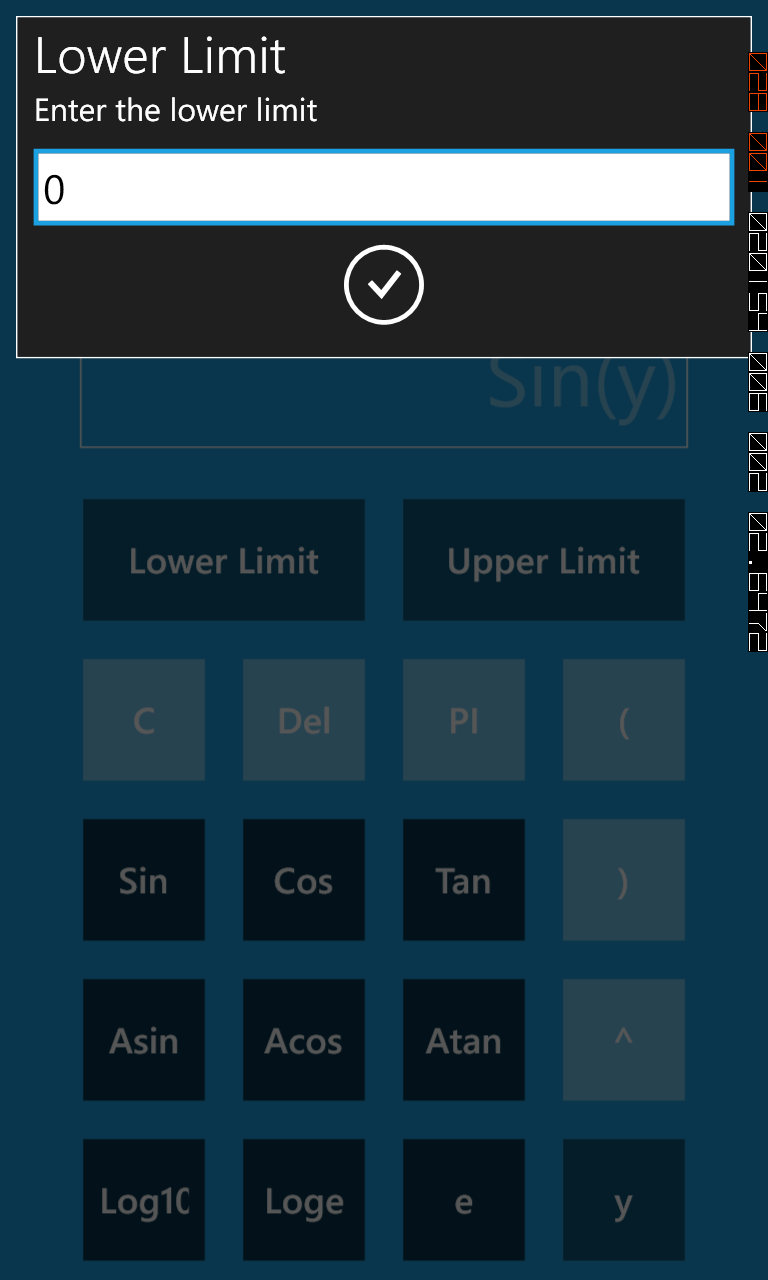 Lower Limit
Enter the lower limit
0
Sin(y)
Lower Limit
Upper Limit
C
Del
PI
(
Sin
Cos
Tan
)
Asin
Acos
Atan
^
Log10
Loge
e
y